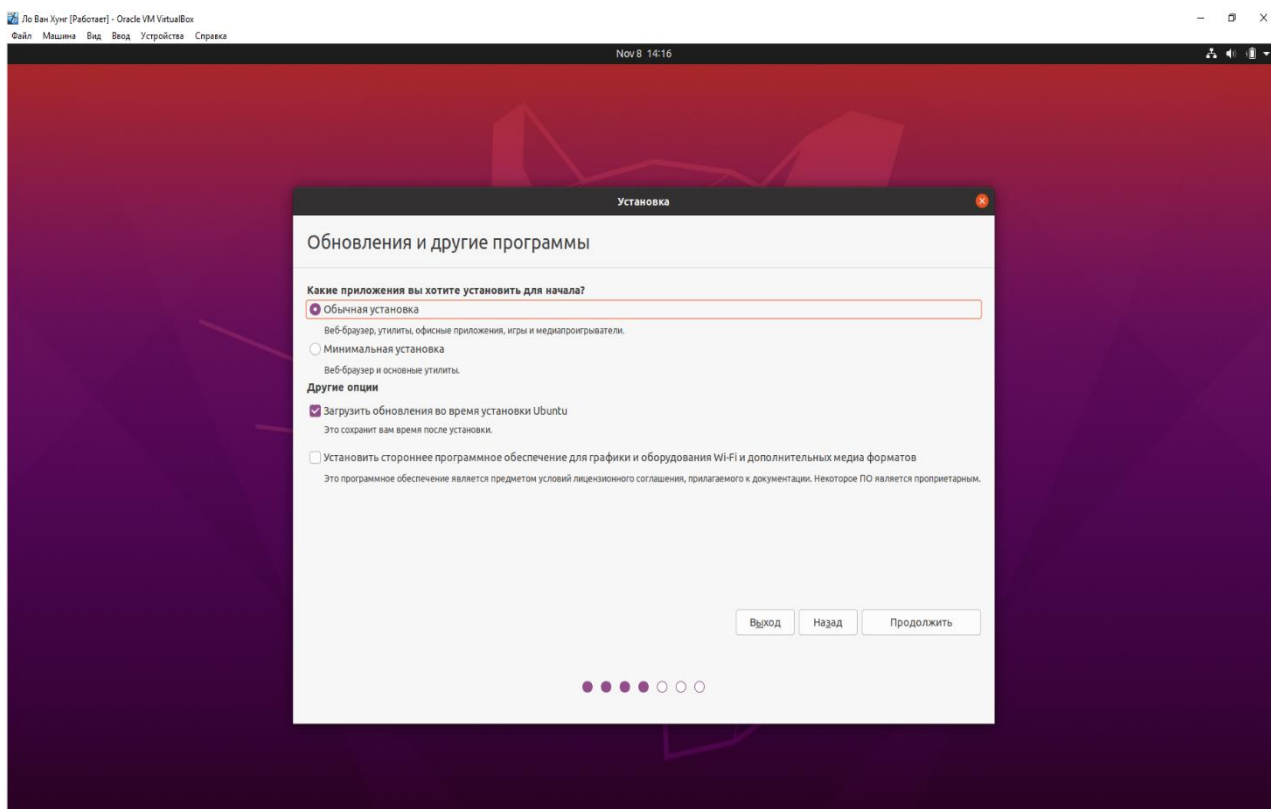 Ло Ван Хунг [Работает] - Oracle VM VirtualBox
Файл Машина Вид Ввод Устройства Справка
Nov 8 14:16
Установка
Обновления и другие программы
Какие приложения вы хотите установить для начала?
Обычная установка
Веб-браузер, утилиты, офисные приложения, игры и медиапроигрыватели.
Минимальная установка
Веб-браузер и основные утилиты.
Другие опции
Загрузить обновления во время установки Ubuntu
Это сохранит вам время после установки.
Установить стороннее программное обеспечение для графики и оборудования Wi-Fi и дополнительных медиа форматов
Это программное обеспечение является предметом условий лицензионного соглашения, прилагаемого к документации. Некоторое ПО является проприетарным.
Выход Назад Продолжить